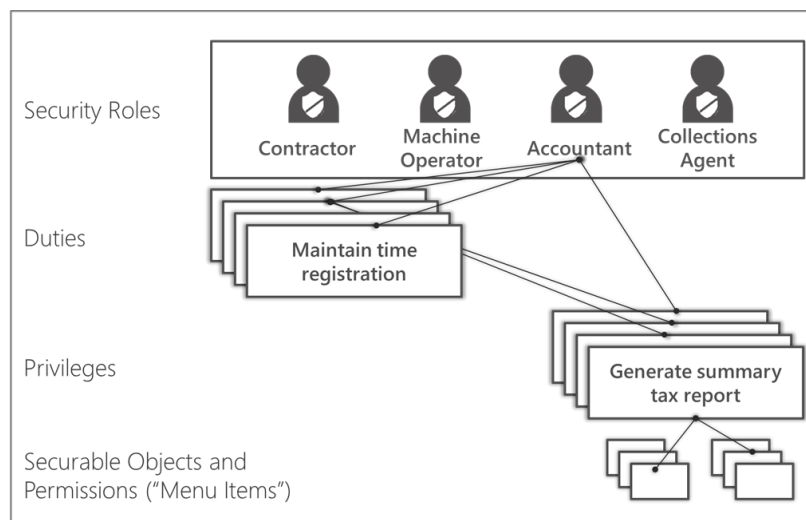 Security Roles
Contractor
Machine
Operator
Accountant
Collections
Agent
Duties
Maintain time
registration
Privileges
Generate summary
tax report
Securable Objects and
Permissions (“Menu Items”)